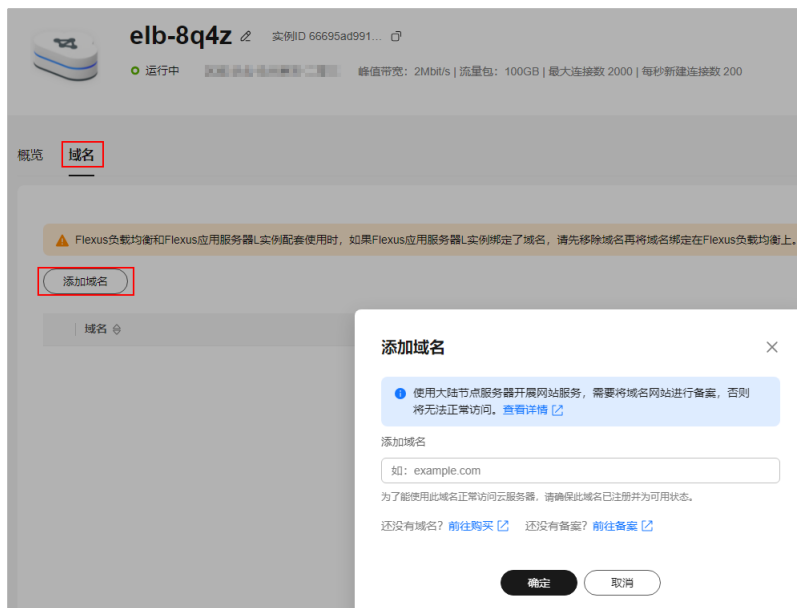 elb-8q4z
实例ID 66695ad991...
运行中
峰值带宽：2Mbit/s | 流量包：100GB | 最大连接数 2000 | 每秒新建连接数 200
概览 域名
Flexus负载均衡和Flexus应用服务器L实例配套使用时，如果Flexus应用服务器L实例绑定了域名，请先移除域名再将域名绑定在Flexus负载均衡上。
添加域名
域名
添加域名
使用大陆节点服务器开展网站服务，需要将域名网站进行备案，否则
将无法正常访问。查看详情
添加域名
如：example.com
为了能使用此域名正常访问云服务器，请确保此域名已注册并为可用状态。
还没有域名？前往购买 还没有备案？前往备案
确定 取消